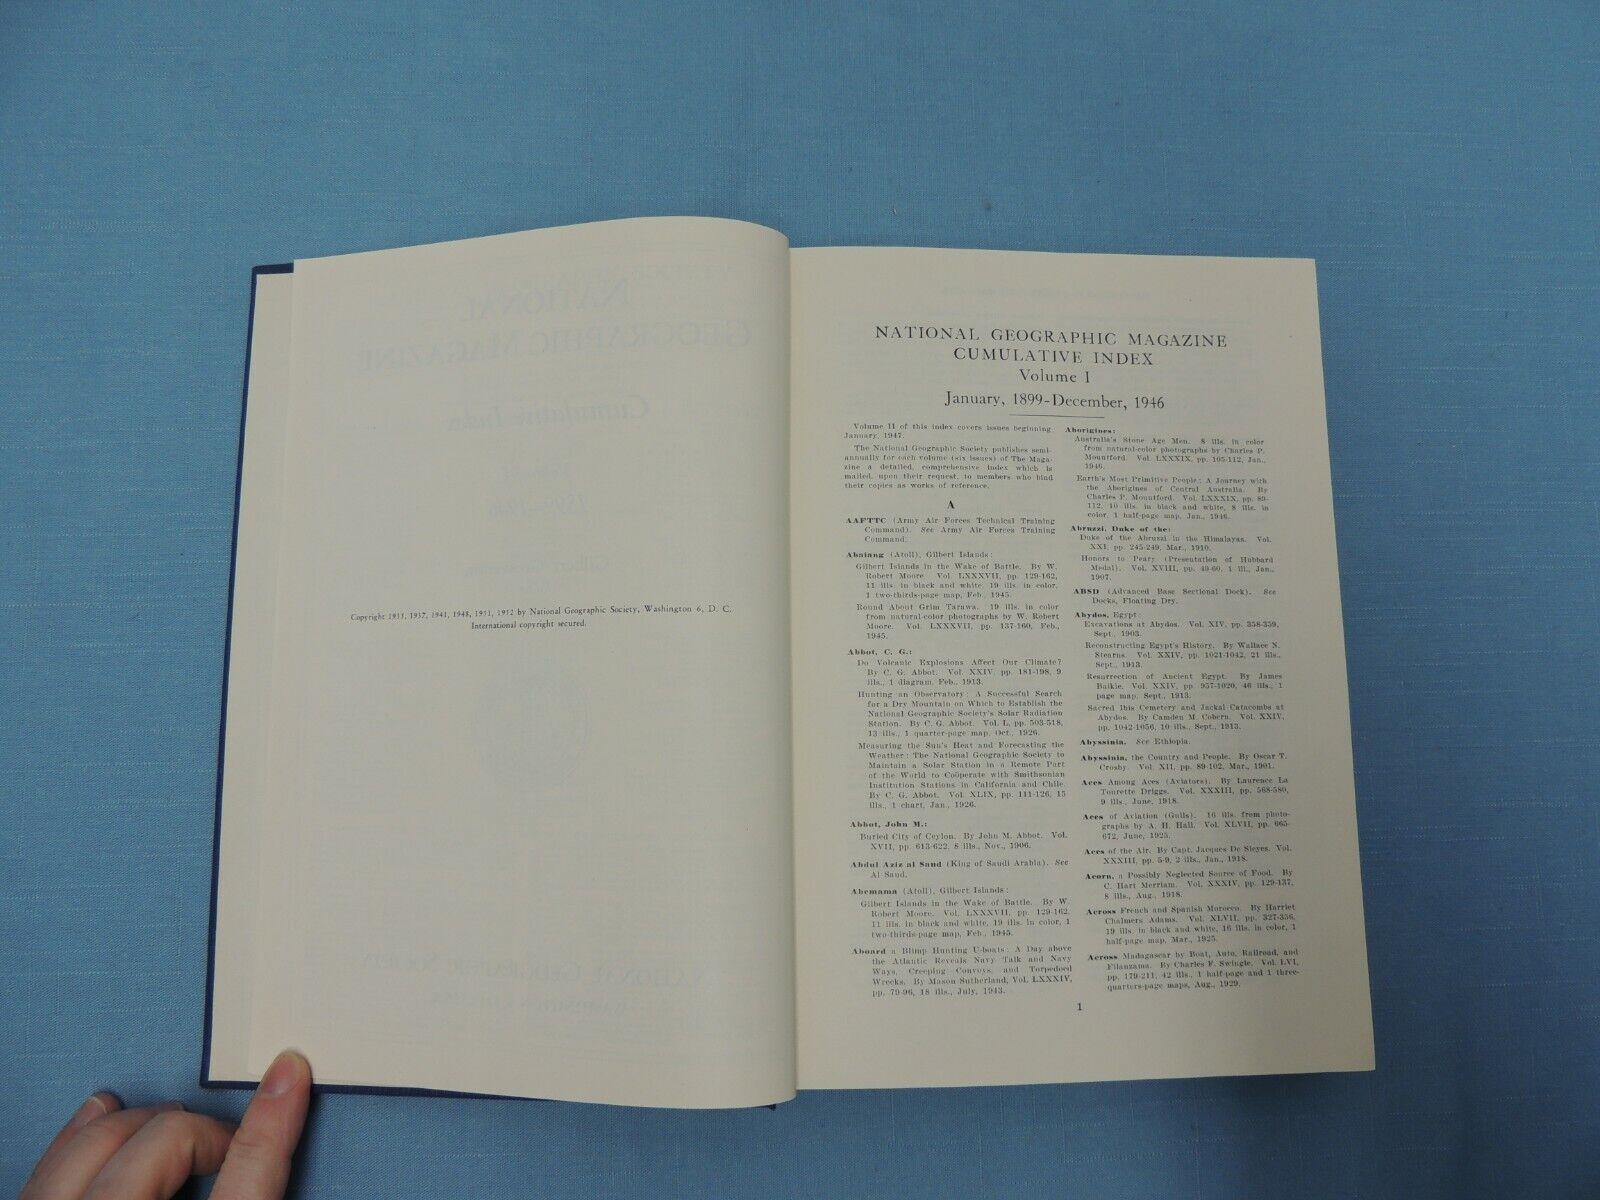 Copyright 1933, 1937, 1941, 1948, 1951, 1952 by National Geographic Society, Washington 6, D. C.
International copyright secured.
NATIONAL GEOGRAPHIC MAGAZINE
CUMULATIVE INDEX
Volume I
January, 1899-December, 1946
Volume II of this index covers issues beginning
January, 1947.
The National Geographic Society publishes semi-
annually for each volume (six issues) of The Maga-
zine a detailed, comprehensive index which is
mailed, upon their request, to members who bind
their copies as works of reference.
A
AAFTTC (Army Air Forces Technical Training
Command). See Army Air Forces Training
Command.
Abaiang (Atoll), Gilbert Islands:
Gilbert Islands in the Wake of Battle. By W.
Robert Moore. Vol. LXXXVII, pp. 129-162,
11 ills. in black and white, 19 ills. in color,
1 two-thirds-page map, Feb., 1945.
Round About Grim Tarawa. 19 ills. in color
from natural-color photographs by W. Robert
Moore. Vol. LXXXVII, pp. 137-160, Feb.,
1945.
Abbot, C. G.:
Do Volcanic Explosions Affect Our Climate?
By C. G. Abbot. Vol. XXIV, pp. 181-198, 9
ills., 1 diagram, Feb., 1913.
Hunting an Observatory: A Successful Search
for a Dry Mountain on Which to Establish the
National Geographic Society's Solar Radiation
Station. By C. G. Abbot. Vol. L, pp. 503-518,
13 ills., 1 quarter-page map, Oct., 1926.
Measuring the Sun's Heat and Forecasting the
Weather: The National Geographic Society to
Maintain a Solar Station in a Remote Part
of the World to Coöperate with Smithsonian
Institution Stations in California and Chile.
By C. G. Abbot. Vol. XLIX, pp. 111-126, 15
ills., 1 chart, Jan., 1926.
Abbot, John M.:
Buried City of Ceylon. By John M. Abbot. Vol.
XVII, pp. 613-622, 8 ills., Nov., 1906.
Abdul Aziz al Saud (King of Saudi Arabia). See
Al Saud.
Abemama (Atoll), Gilbert Islands:
Gilbert Islands in the Wake of Battle. By W.
Robert Moore. Vol. LXXXVII, pp. 129-162,
11 ills. in black and white, 19 ills. in color, 1
two-thirds-page map, Feb., 1945.
Aboard a Blimp Hunting U-boats: A Day above
the Atlantic Reveals Navy Talk and Navy
Ways, Creeping Convoys, and Torpedoed
Wrecks. By Mason Sutherland, Vol. LXXXIV,
pp. 79-96, 18 ills., July, 1943.
Aborigines:
Australia's Stone Age Men. 8 ills. in color
from natural-color photographs by Charles P.
Mountford. Vol. LXXXIX, pp. 105-112, Jan.,
1946.
Earth's Most Primitive People: A Journey with
the Aborigines of Central Australia. By
Charles P. Mountford. Vol. LXXXIX, pp. 89-
112, 10 ills. in black and white, 8 ills. in
color, 1 half-page map, Jan., 1946.
Abruzzi, Duke of the:
Duke of the Abruzzi in the Himalayas. Vol.
XXI, pp. 245-249, Mar., 1910.
Honors to Peary (Presentation of Hubbard
Medal). Vol. XVIII, pp. 49-60, 1 ill., Jan.,
1907.
ABSD (Advanced Base Sectional Dock). See
Docks, Floating Dry.
Abydos, Egypt:
Excavations at Abydos. Vol. XIV, pp. 358-359,
Sept., 1903.
Reconstructing Egypt's History. By Wallace N.
Stearns. Vol. XXIV, pp. 1021-1042, 21 ills.,
Sept., 1913.
Resurrection of Ancient Egypt. By James
Baikie. Vol. XXIV, pp. 957-1020, 46 ills., 1
page map, Sept., 1913.
Sacred Ibis Cemetery and Jackal Catacombs at
Abydos. By Camden M. Cobern. Vol. XXIV,
pp. 1042-1056, 10 ills., Sept., 1913.
Abyssinia. See Ethiopia.
Abyssinia, the Country and People. By Oscar T.
Crosby. Vol. XII, pp. 89-102, Mar., 1901.
Aces Among Aces (Aviators). By Laurence La
Tourette Driggs. Vol. XXXIII, pp. 568-580,
9 ills., June, 1918.
Aces of Aviation (Gulls). 16 ills. from photo-
graphs by A. H. Hall. Vol. XLVII, pp. 665-
672, June, 1925.
Aces of the Air. By Capt. Jacques De Sieyes. Vol.
XXXIII, pp. 5-9, 2 ills., Jan., 1918.
Acorn, a Possibly Neglected Source of Food. By
C. Hart Merriam. Vol. XXXIV, pp. 129-137,
8 ills., Aug., 1918.
Across French and Spanish Morocco. By Harriet
Chalmers Adams. Vol. XLVII, pp. 327-356,
19 ills. in black and white, 16 ills. in color, 1
half-page map, Mar., 1925.
Across Madagascar by Boat, Auto, Railroad, and
Filanzana. By Charles F. Swingle. Vol. LVI,
pp. 179-211, 42 ills., 1 half-page and 1 three-
quarters-page maps, Aug., 1929.
1